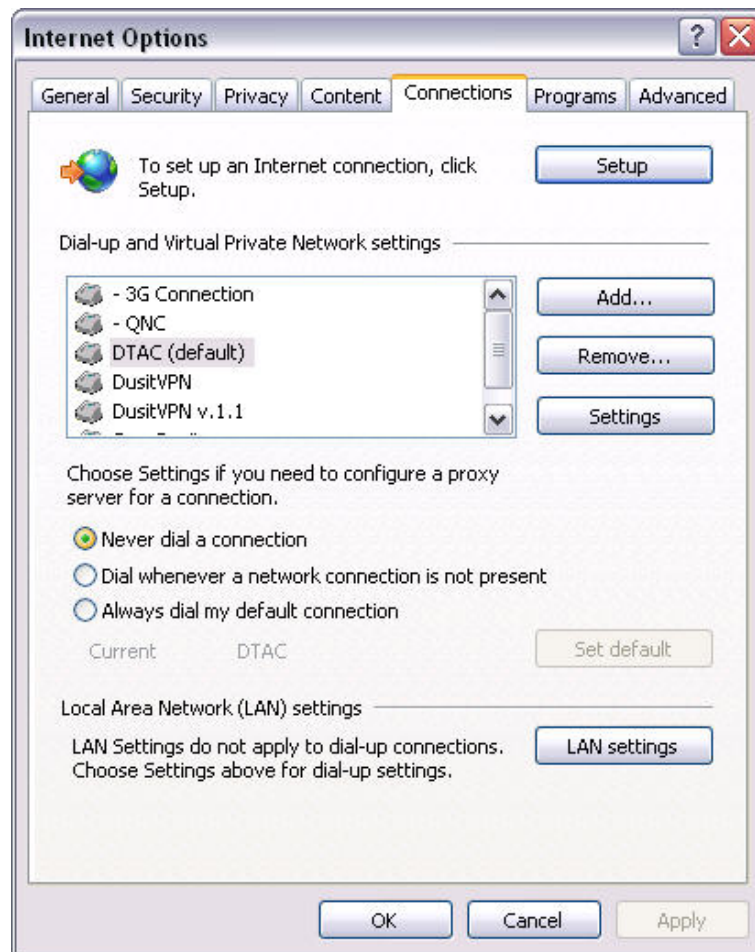 Internet Options
General Security Privacy Content Connections Programs Advanced
To set up an Internet connection, click
Setup.
Setup
Dial-up and Virtual Private Network settings
- 3G Connection
- QNC
DTAC (default)
DusitVPN
DusitVPN v.1.1
Add...
Remove...
Settings
Choose Settings if you need to configure a proxy
server for a connection.
Never dial a connection
Dial whenever a network connection is not present
Always dial my default connection
Current DTAC
Set default
Local Area Network (LAN) settings
LAN Settings do not apply to dial-up connections.
Choose Settings above for dial-up settings.
LAN settings
OK Cancel Apply